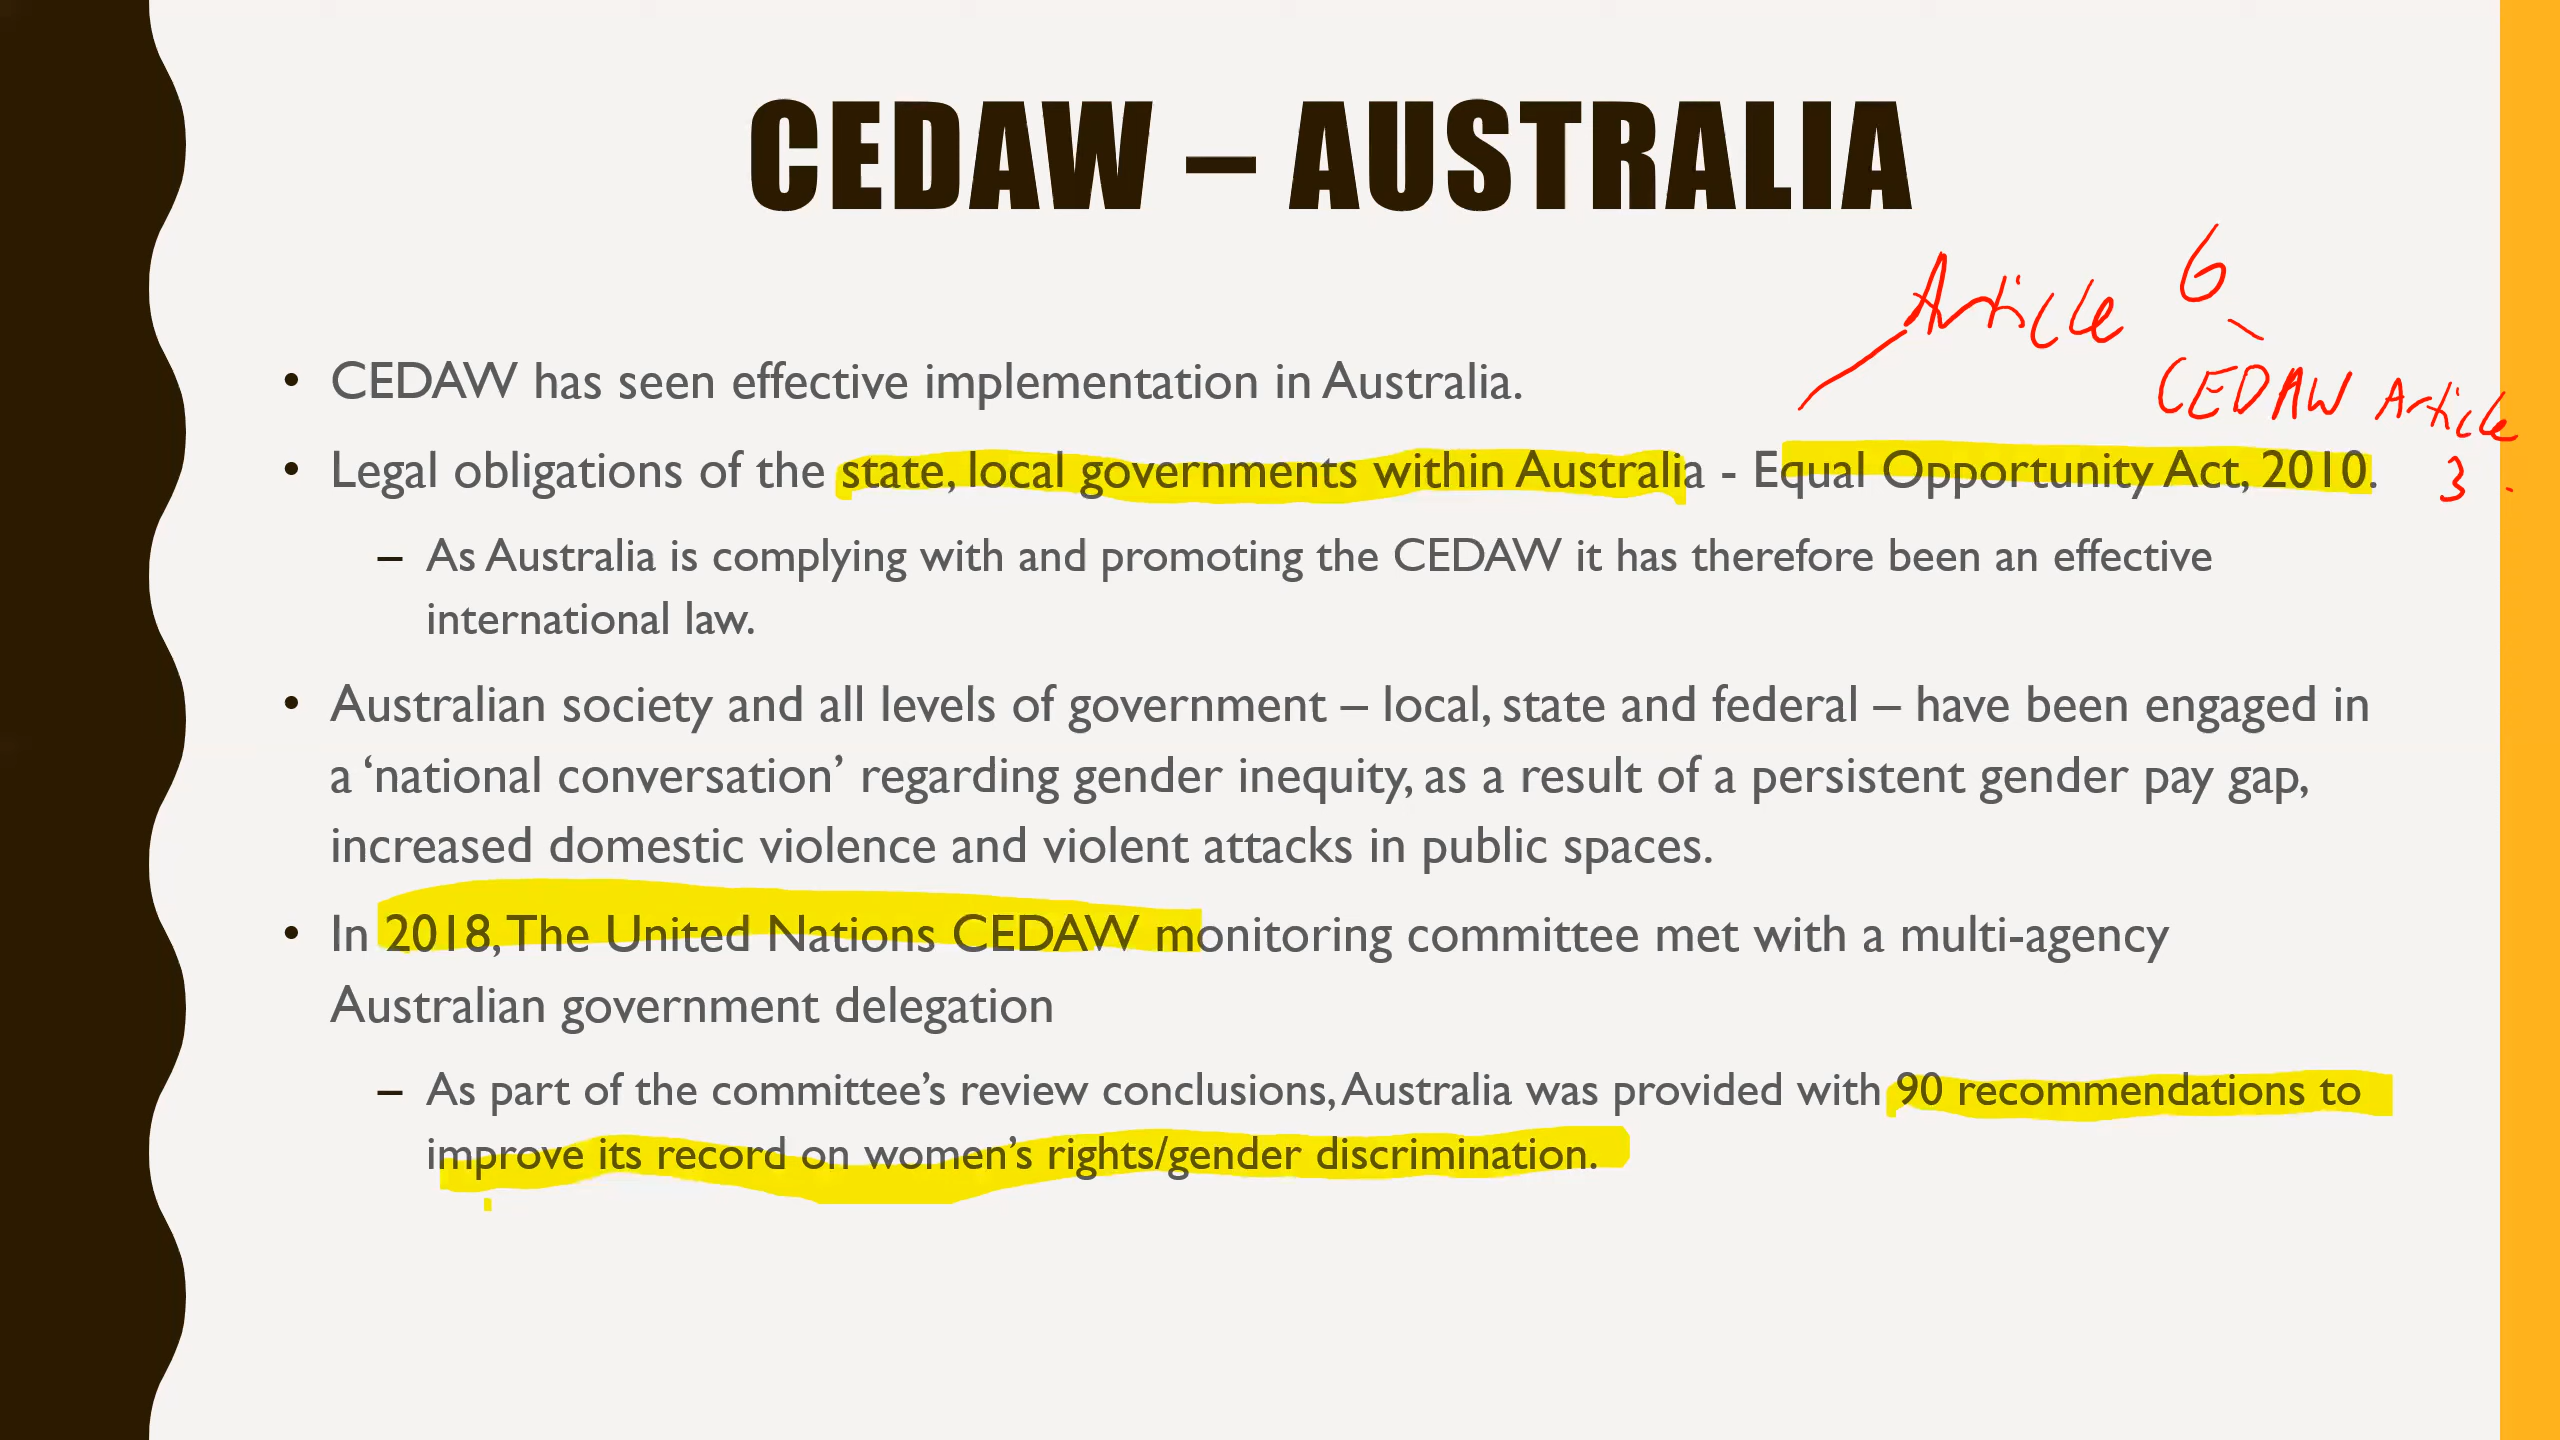 CEDAW – AUSTRALIA
Article 6
CEDAW Article
3
• CEDAW has seen effective implementation in Australia.
• Legal obligations of the state, local governments within Australia - Equal Opportunity Act, 2010.
– As Australia is complying with and promoting the CEDAW it has therefore been an effective
international law.
• Australian society and all levels of government – local, state and federal – have been engaged in
a ‘national conversation’ regarding gender inequity, as a result of a persistent gender pay gap,
increased domestic violence and violent attacks in public spaces.
• In 2018, The United Nations CEDAW monitoring committee met with a multi-agency
Australian government delegation
– As part of the committee’s review conclusions, Australia was provided with 90 recommendations to
improve its record on women’s rights/gender discrimination.